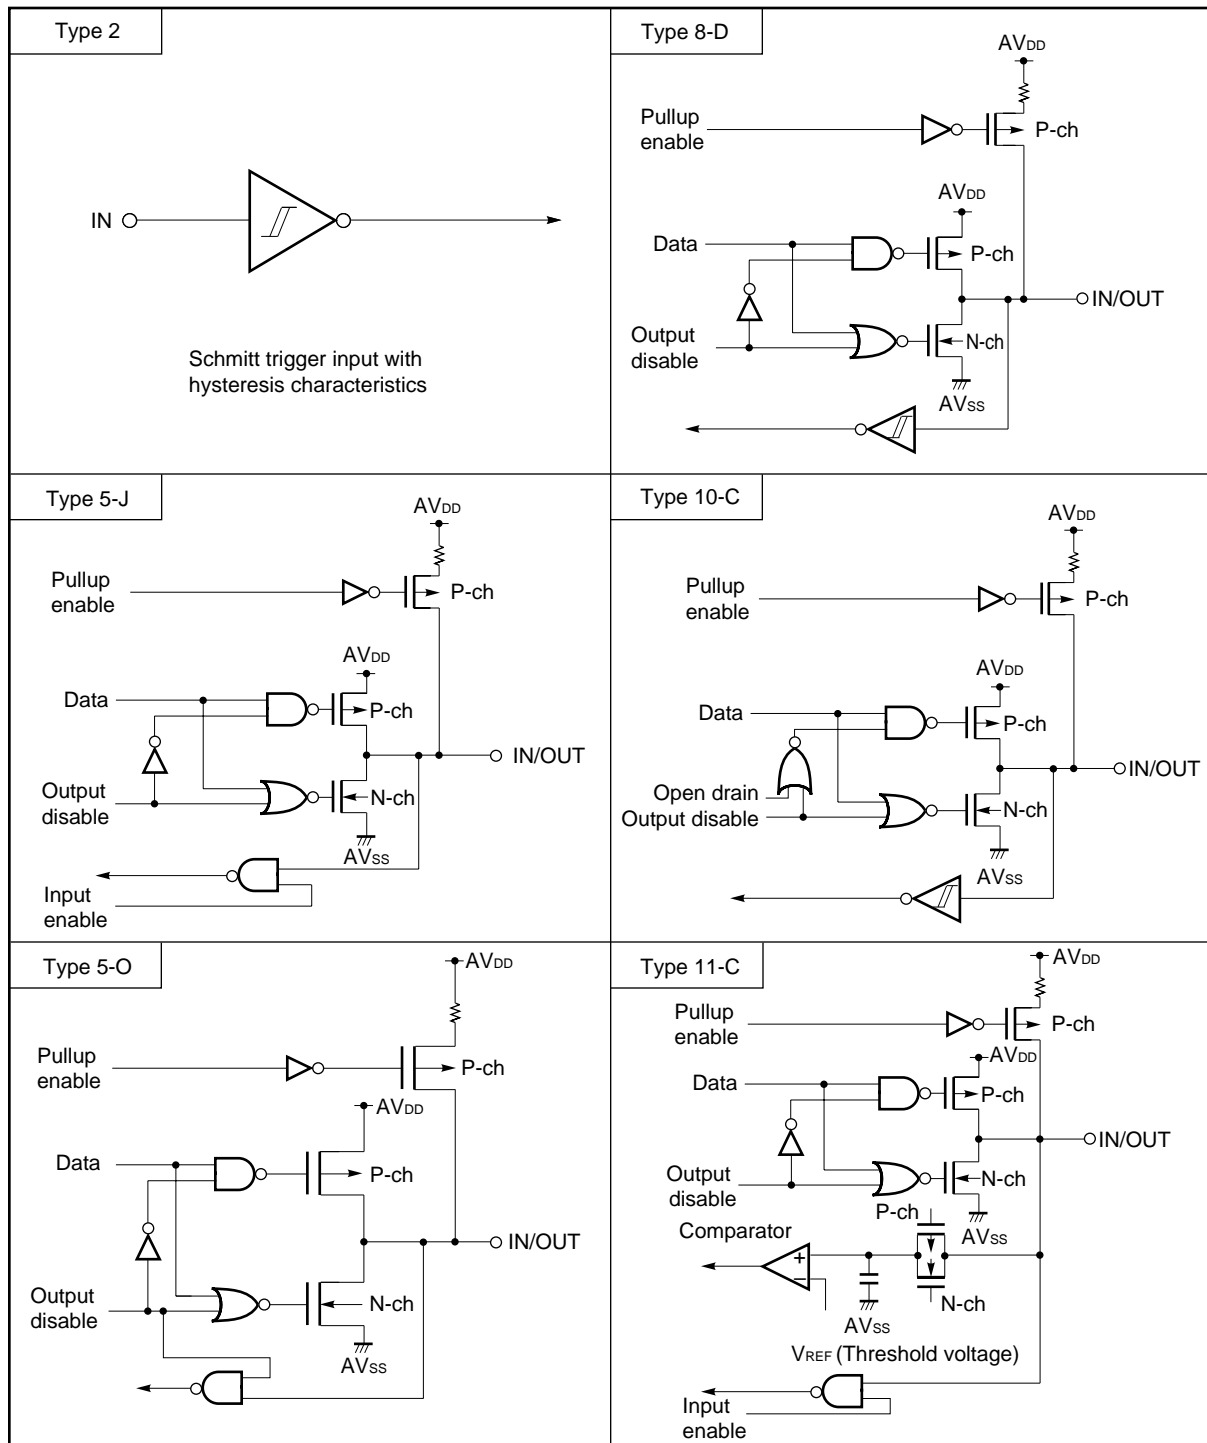 Type 2
IN
Schmitt trigger input with
hysteresis characteristics
Type 8-D
AVDD
Pullup
enable
P-ch
AVDD
Data
P-ch
IN/OUT
Output
disable
N-ch
AVSS
Type 5-J
AVDD
Pullup
enable
P-ch
AVDD
Data
P-ch
IN/OUT
Output
disable
N-ch
AVSS
Input
enable
Type 10-C
AVDD
Pullup
enable
P-ch
AVDD
Data
P-ch
IN/OUT
Open drain
Output disable
N-ch
AVSS
Type 5-O
AVDD
Pullup
enable
P-ch
AVDD
Data
P-ch
IN/OUT
Output
disable
N-ch
AVSS
Type 11-C
AVDD
Pullup
enable
P-ch
AVDD
Data
P-ch
IN/OUT
Output
disable
N-ch
P-ch
AVSS
Comparator
+
−
N-ch
AVSS
VREF (Threshold voltage)
Input
enable